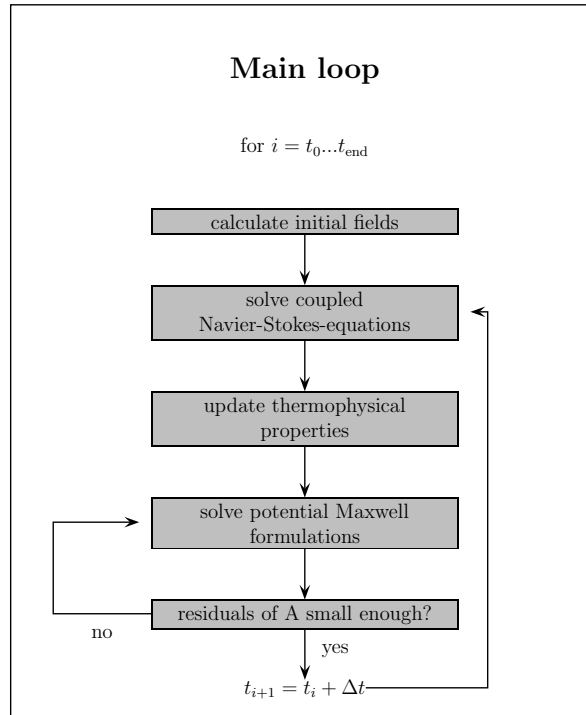 Main loop
for i = t₀...t_end
calculate initial fields
solve coupled
Navier-Stokes-equations
update thermophysical
properties
solve potential Maxwell
formulations
residuals of A small enough?
no
yes
t_{i+1} = t_i + Δt